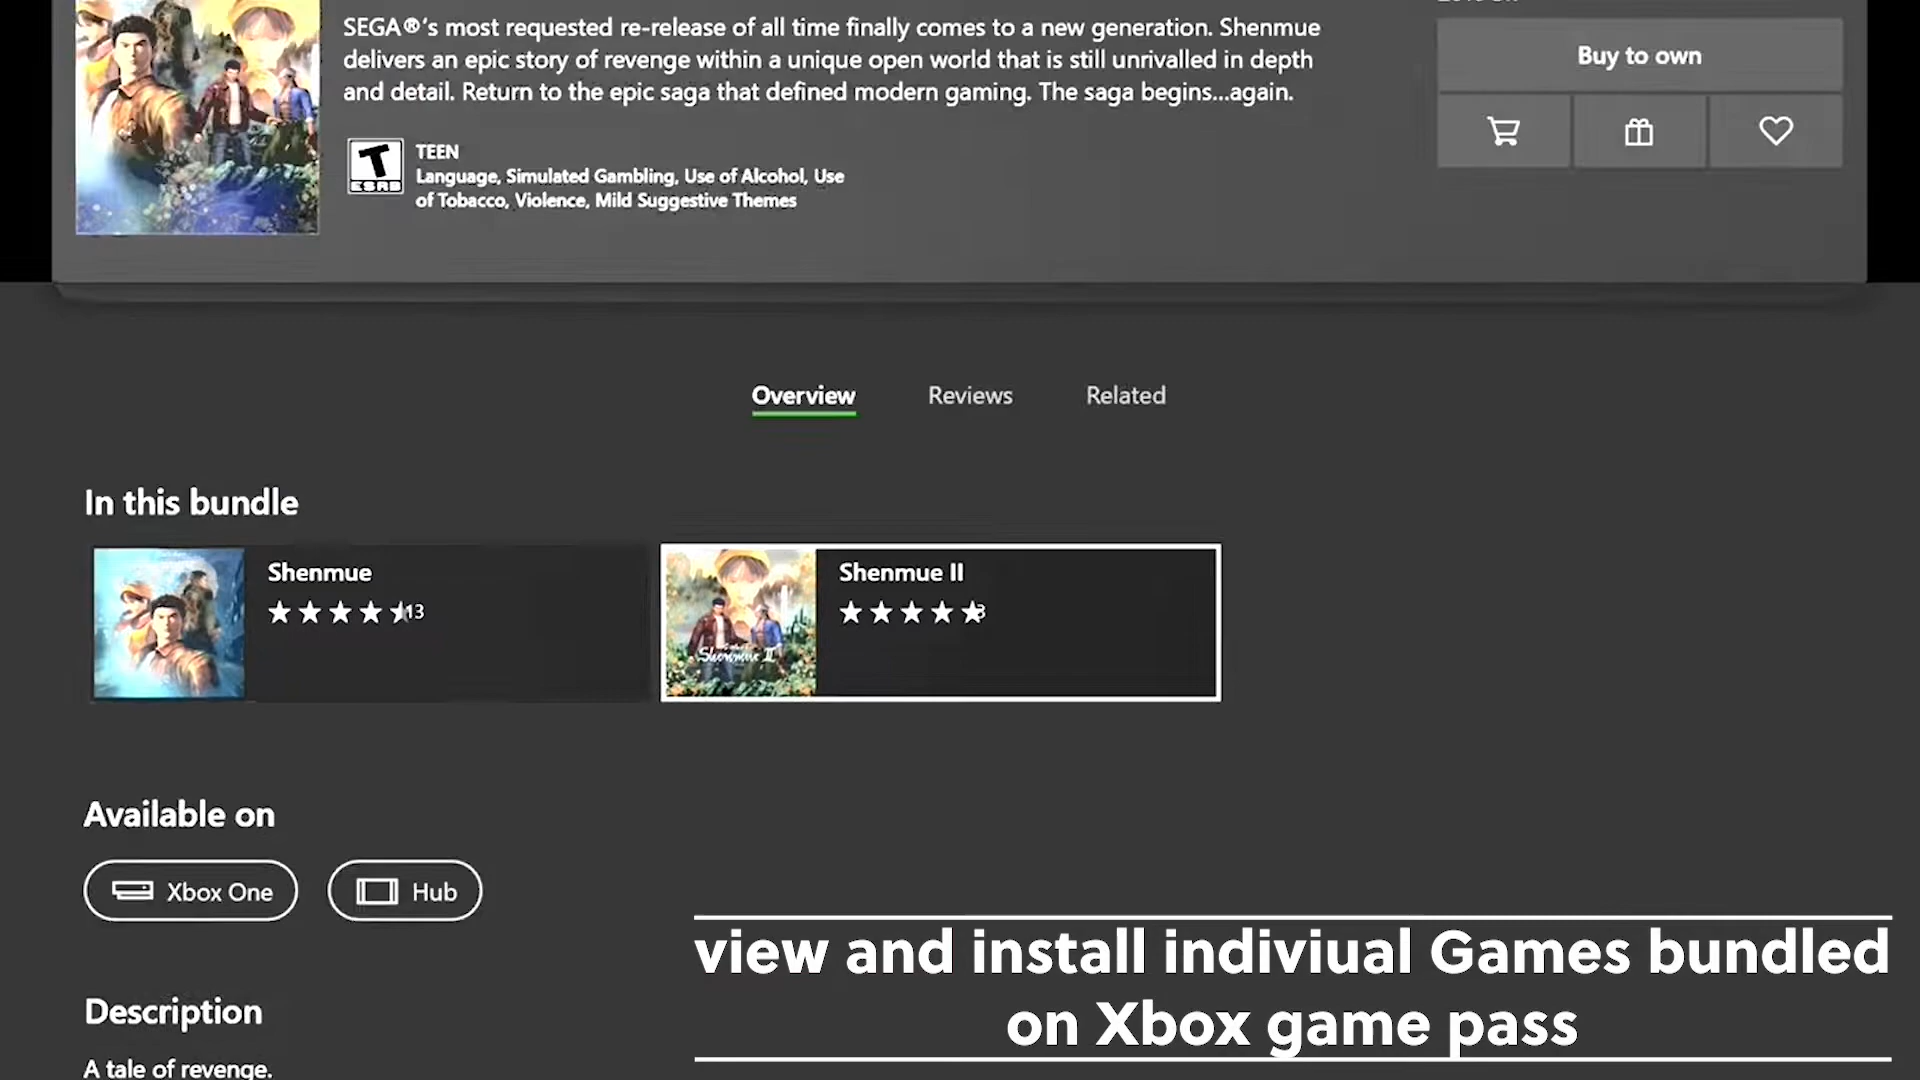 SEGA®'s most requested re-release of all time finally comes to a new generation. Shenmue
delivers an epic story of revenge within a unique open world that is still unrivalled in depth
and detail. Return to the epic saga that defined modern gaming. The saga begins...again.
Buy to own
T
ESRB
TEEN
Language, Simulated Gambling, Use of Alcohol, Use
of Tobacco, Violence, Mild Suggestive Themes
Overview
Reviews
Related
In this bundle
Shenmue
13
Shenmue II
3
Shenmue II
Available on
Xbox One
Hub
Description
A tale of revenge.
view and install indiviual Games bundled
on Xbox game pass